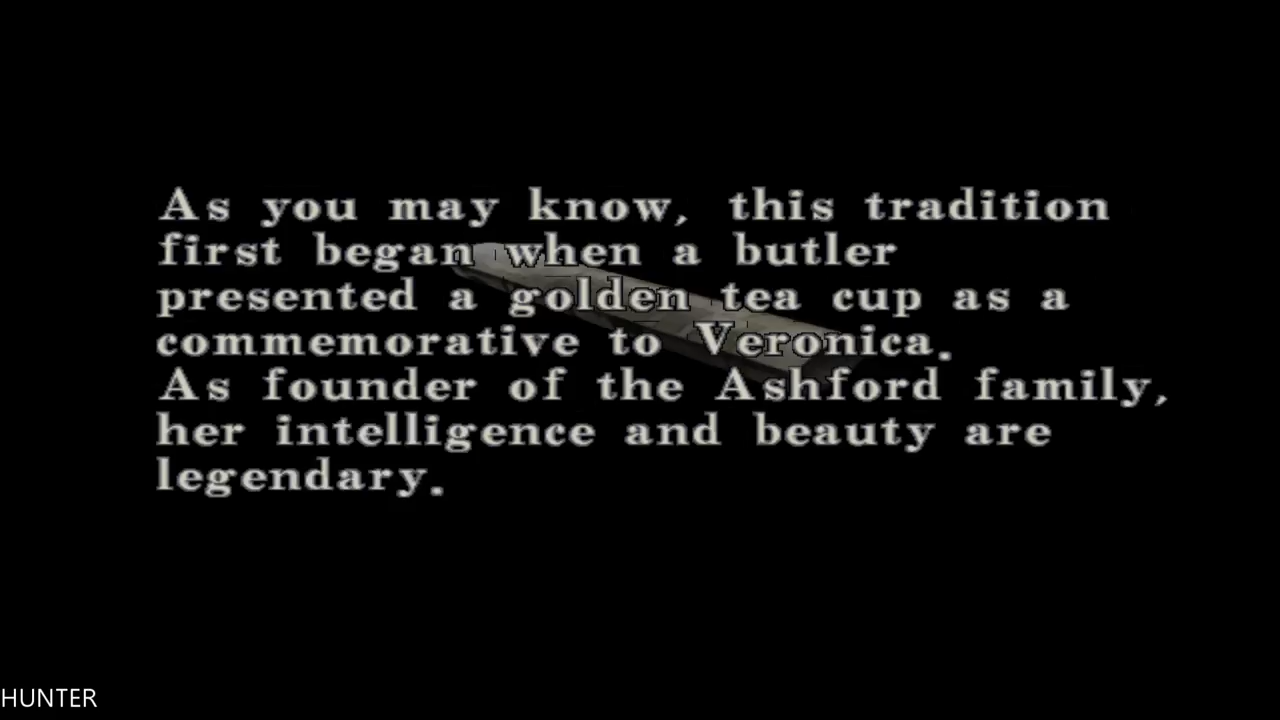 As you may know, this tradition
first began when a butler
presented a golden tea cup as a
commemorative to Veronica.
As founder of the Ashford family,
her intelligence and beauty are
legendary.
HUNTER